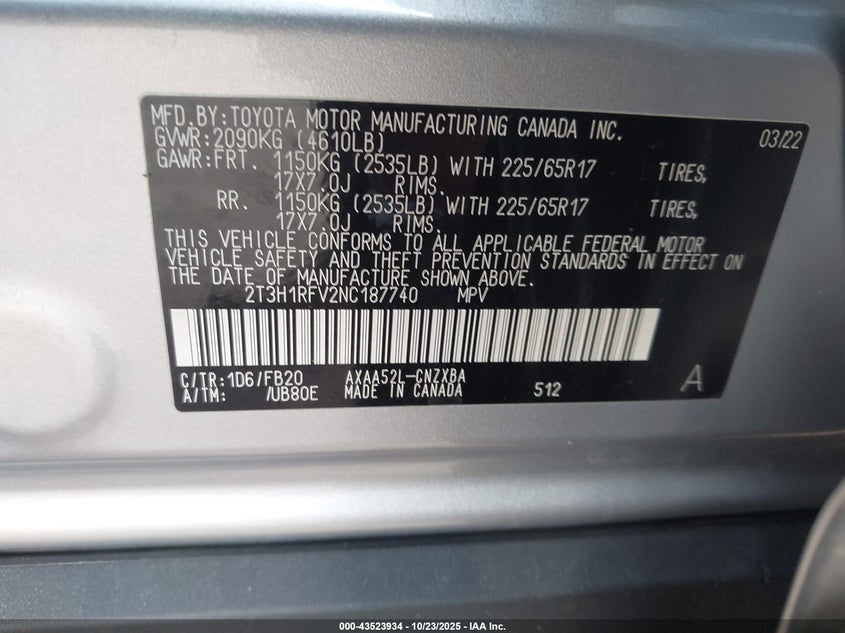 MFD.BY:TOYOTA MOTOR MANUFACTURING CANADA INC. 03/22
GVWR:2090KG (4610LB)
GAWR:FRT. 1150KG (2535LB) WITH 225/65R17 TIRES,
17X7.0J RIMS.
RR. 1150KG (2535LB) WITH 225/65R17 TIRES,
17X7.0J RIMS.
THIS VEHICLE CONFORMS TO ALL APPLICABLE FEDERAL MOTOR
VEHICLE SAFETY AND THEFT PREVENTION STANDARDS IN EFFECT ON
THE DATE OF MANUFACTURE SHOWN ABOVE.
2T3H1RFV2NC187740 MPV
C/TR:1D6/FB20 AXAA52L-CNZXBA
A/TM: /UB80E MADE IN CANADA 512 A
000-43523934 | 10/23/2025 - IAA Inc.